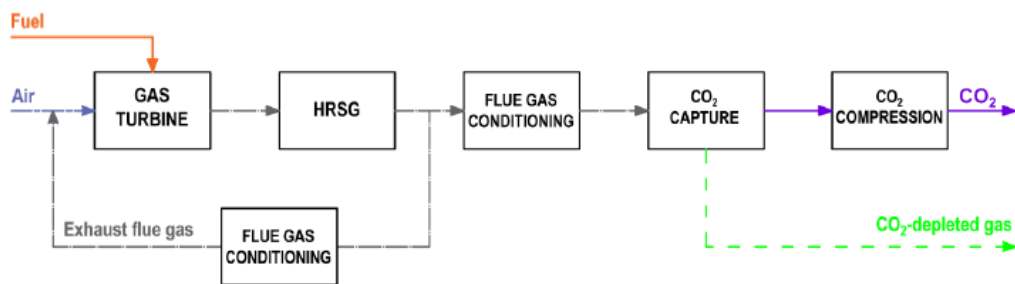 Fuel
Air
GAS
TURBINE
HRSG
FLUE GAS
CONDITIONING
CO₂
CAPTURE
CO₂
COMPRESSION
CO₂
Exhaust flue gas
FLUE GAS
CONDITIONING
CO₂-depleted gas